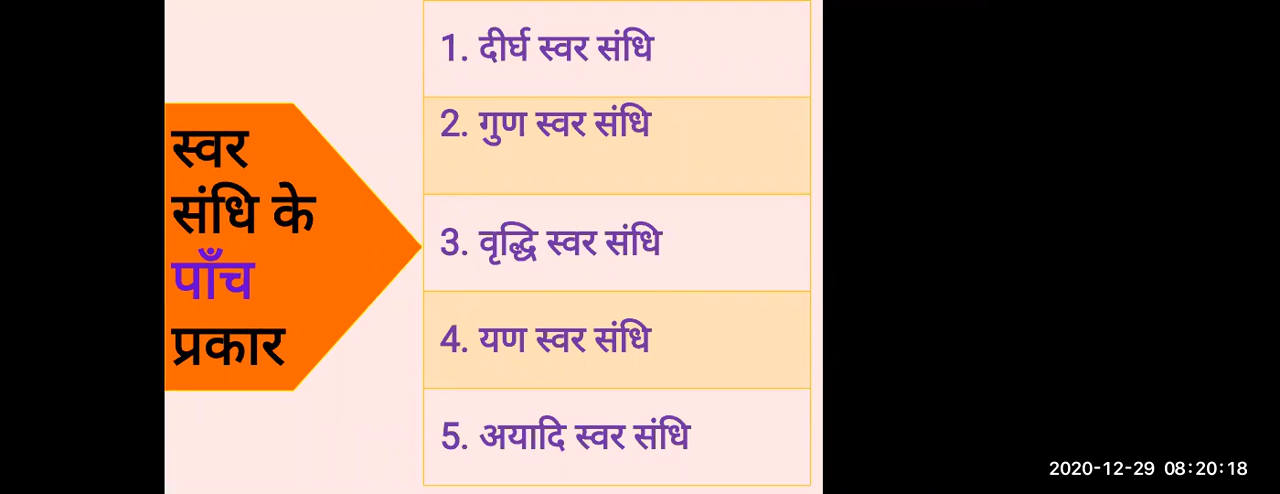 स्वर
संधि के
पाँच
प्रकार
1. दीर्घ स्वर संधि
2. गुण स्वर संधि
3. वृद्धि स्वर संधि
4. यण स्वर संधि
5. अयादि स्वर संधि
2020-12-29 08:20:18